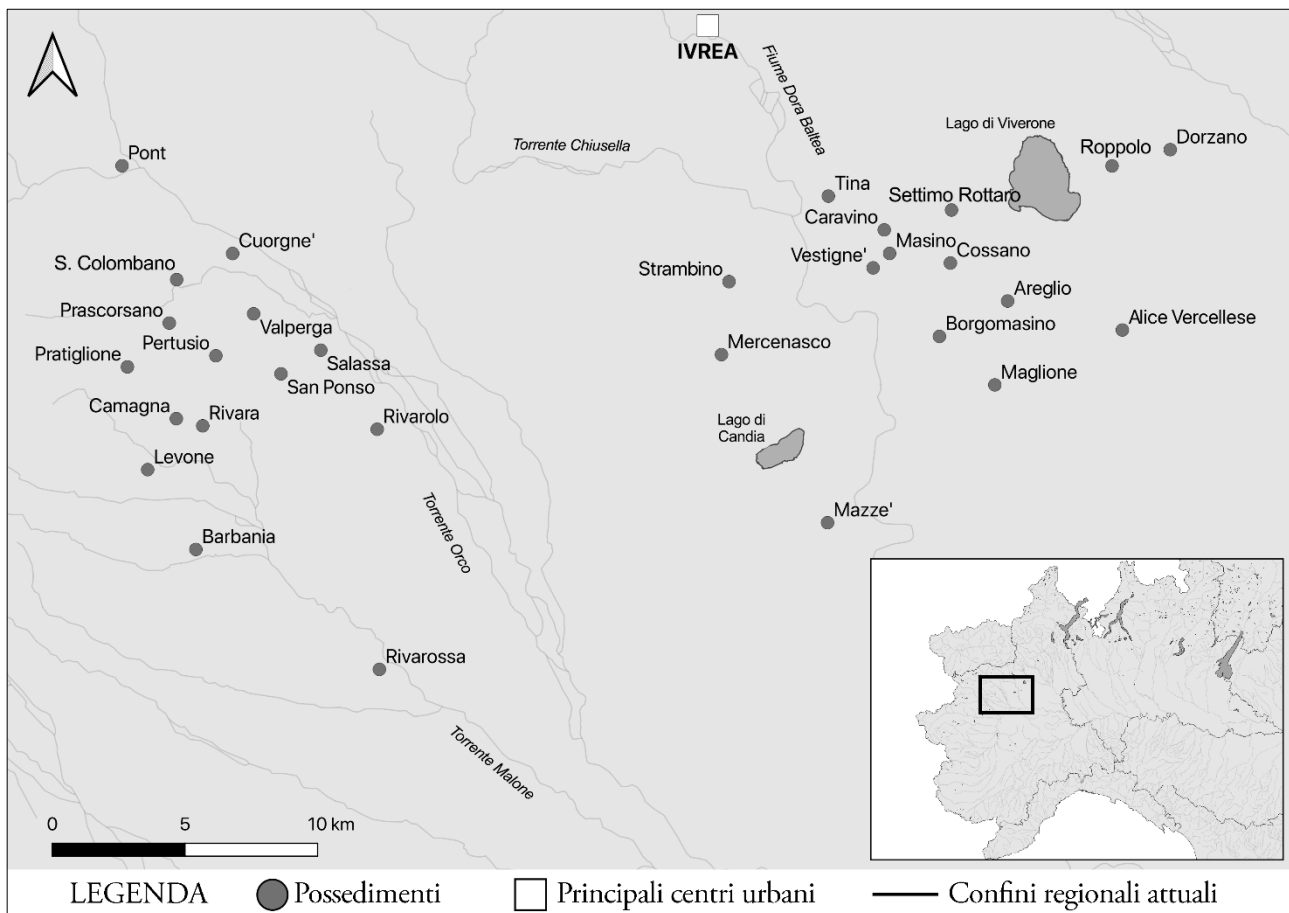 IVREA
Fiume Dora Baltea
Lago di Viverone
Torrente Chiusella
Dorzano
Roppolo
Pont
Tina
Settimo Rottaro
Caravino
Cuorgne'
Masino
Vestigne'
Cossano
S. Colombano
Strambino
Areglio
Prascorsano
Valperga
Borgomasino
Alice Vercellese
Pertusio
Mercenasco
Pratiglione
Salassa
San Ponso
Maglione
Camagna
Rivara
Rivarolo
Lago di
Candia
Levone
Torrente Orco
Mazze'
Barbania
Rivarossa
Torrente Malone
0 5 10 km
LEGENDA Possedimenti Principali centri urbani Confini regionali attuali